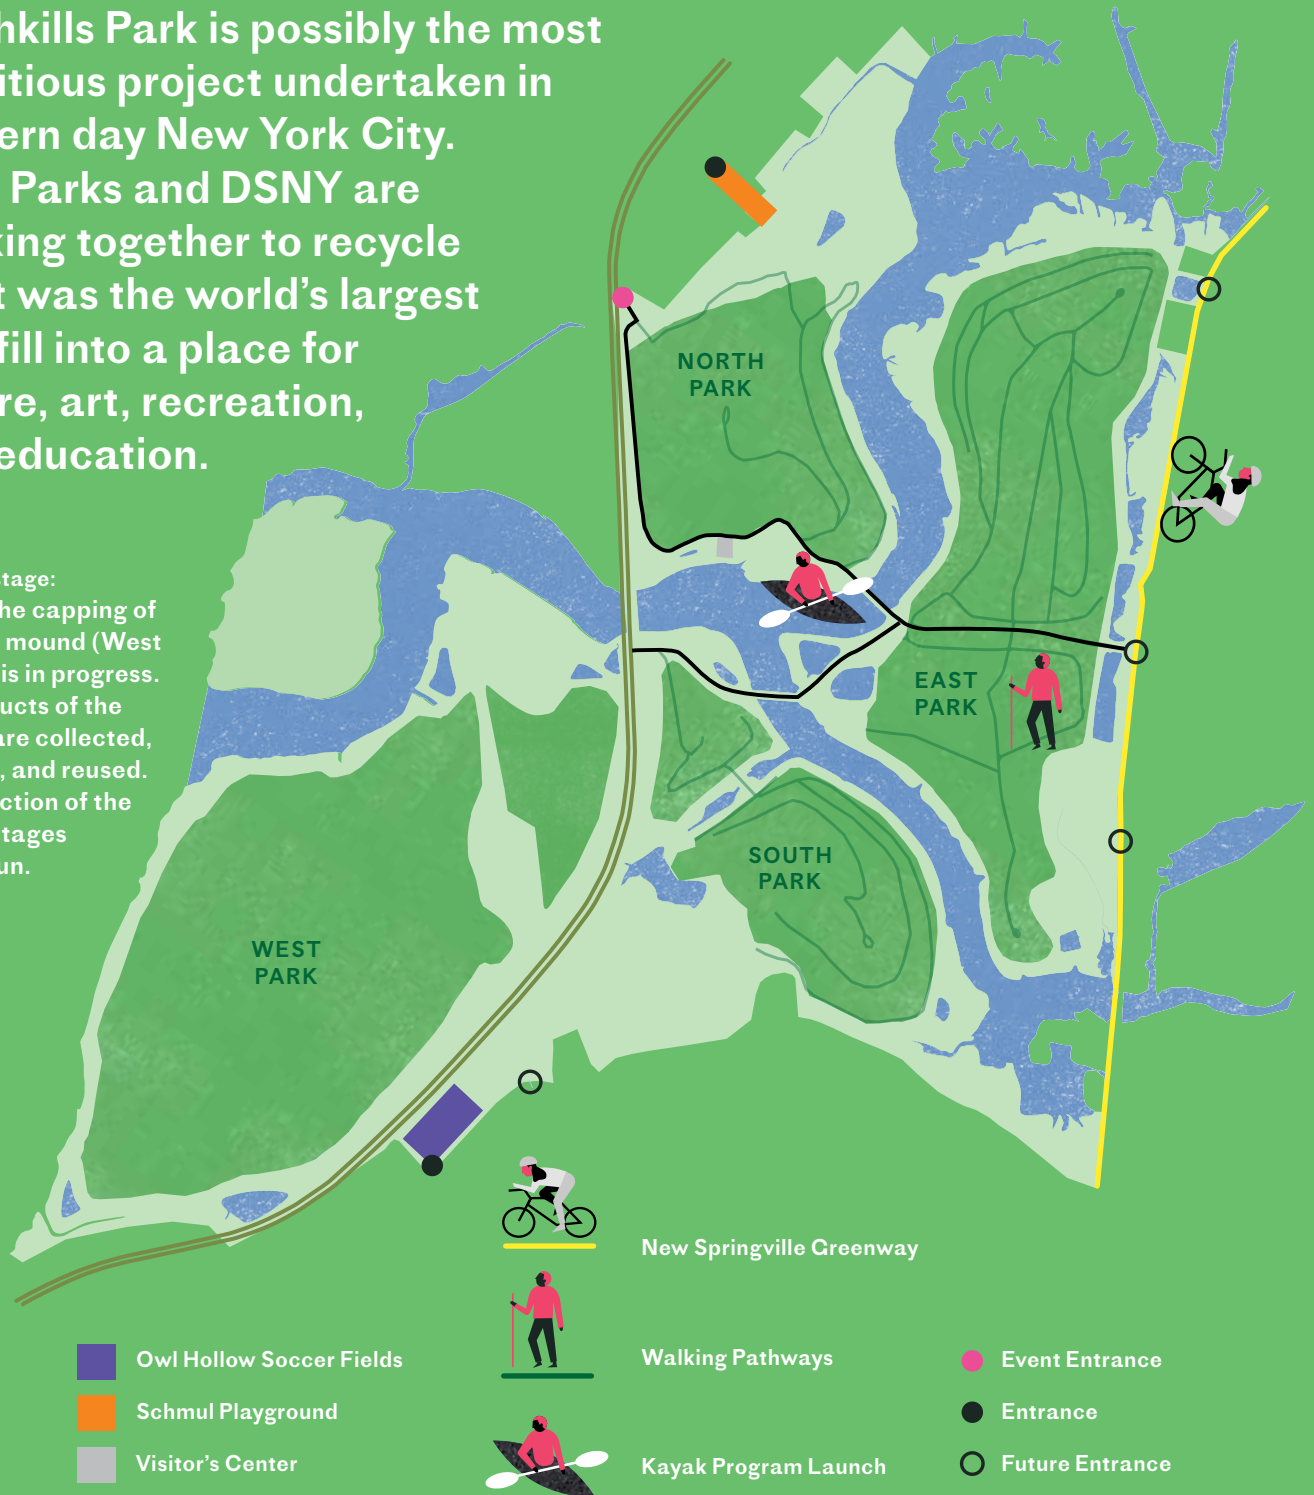 hkills Park is possibly the most
itious project undertaken in
ern day New York City.
Parks and DSNY are
king together to recycle
t was the world's largest
fill into a place for
re, art, recreation,
education.
tage:
he capping of
mound (West
is in progress.
ucts of the
are collected,
, and reused.
ction of the
tages
un.
NORTH
PARK
EAST
PARK
SOUTH
PARK
WEST
PARK
Owl Hollow Soccer Fields
Schmul Playground
Visitor's Center
New Springville Greenway
Walking Pathways
Kayak Program Launch
Event Entrance
Entrance
Future Entrance